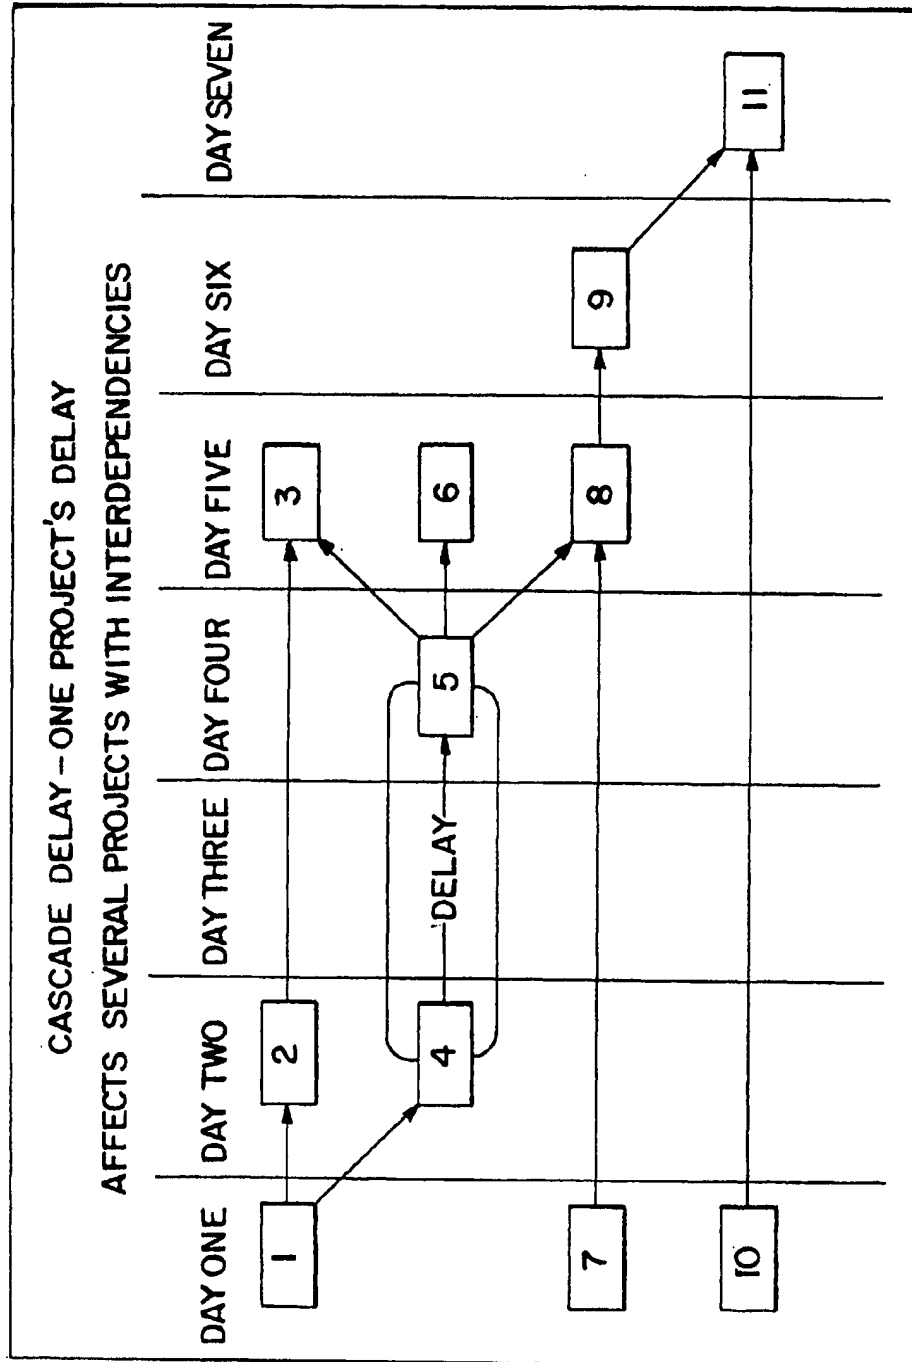 CASCADE DELAY-ONE PROJECT'S DELAY
AFFECTS SEVERAL PROJECTS WITH INTERDEPENDENCIES
DAY ONE DAY TWO DAY THREE DAY FOUR DAY FIVE DAY SIX DAY SEVEN
1 2 3
4 DELAY 5 6
7 8 9
10 11